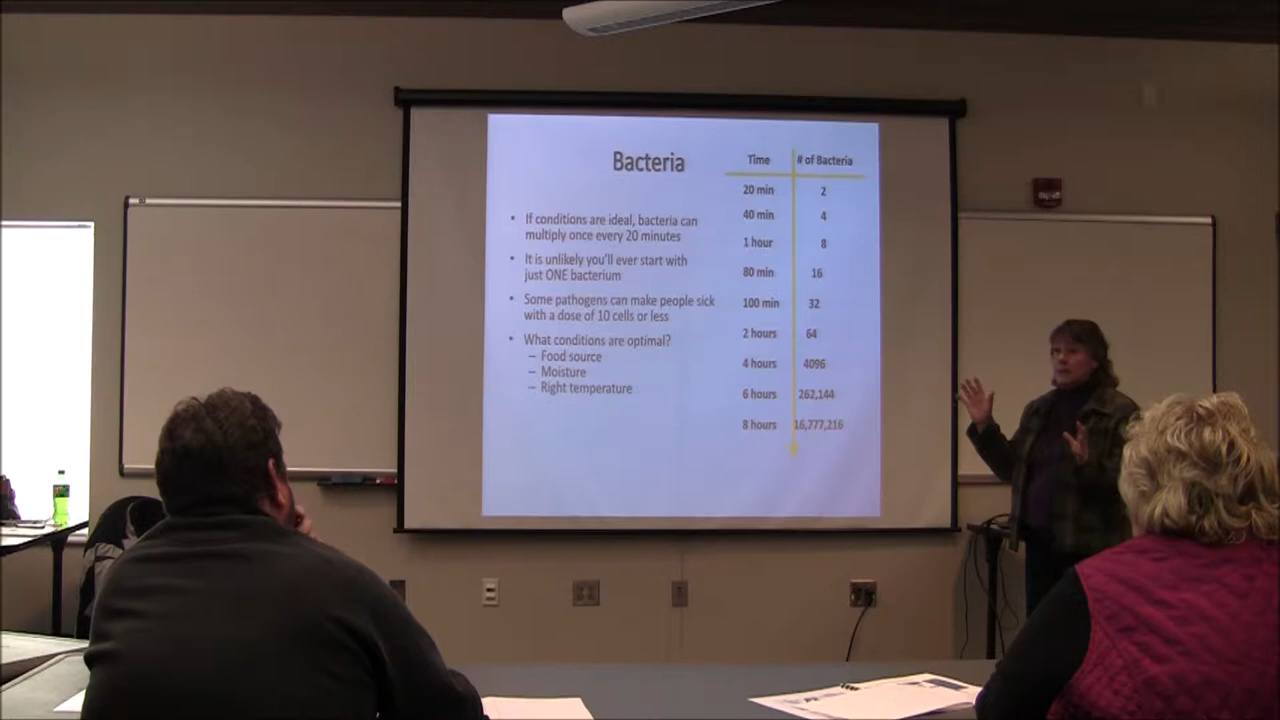 Bacteria
• If conditions are ideal, bacteria can
multiply once every 20 minutes
• It is unlikely you'll ever start with
just ONE bacterium
• Some pathogens can make people sick
with a dose of 10 cells or less
• What conditions are optimal?
– Food source
– Moisture
– Right temperature
Time # of Bacteria
20 min 2
40 min 4
1 hour 8
80 min 16
100 min 32
2 hours 64
4 hours 4096
6 hours 262,144
8 hours 16,777,216